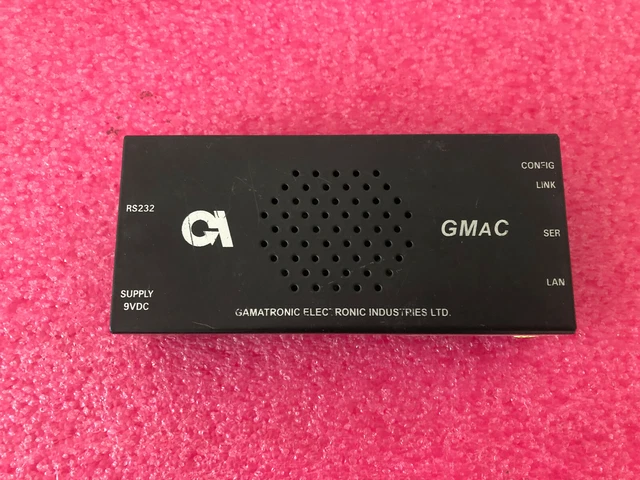 CONFIG
LINK
RS232
GMAC
SER
LAN
SUPPLY
9VDC
GAMATRONIC ELECTRONIC INDUSTRIES LTD.